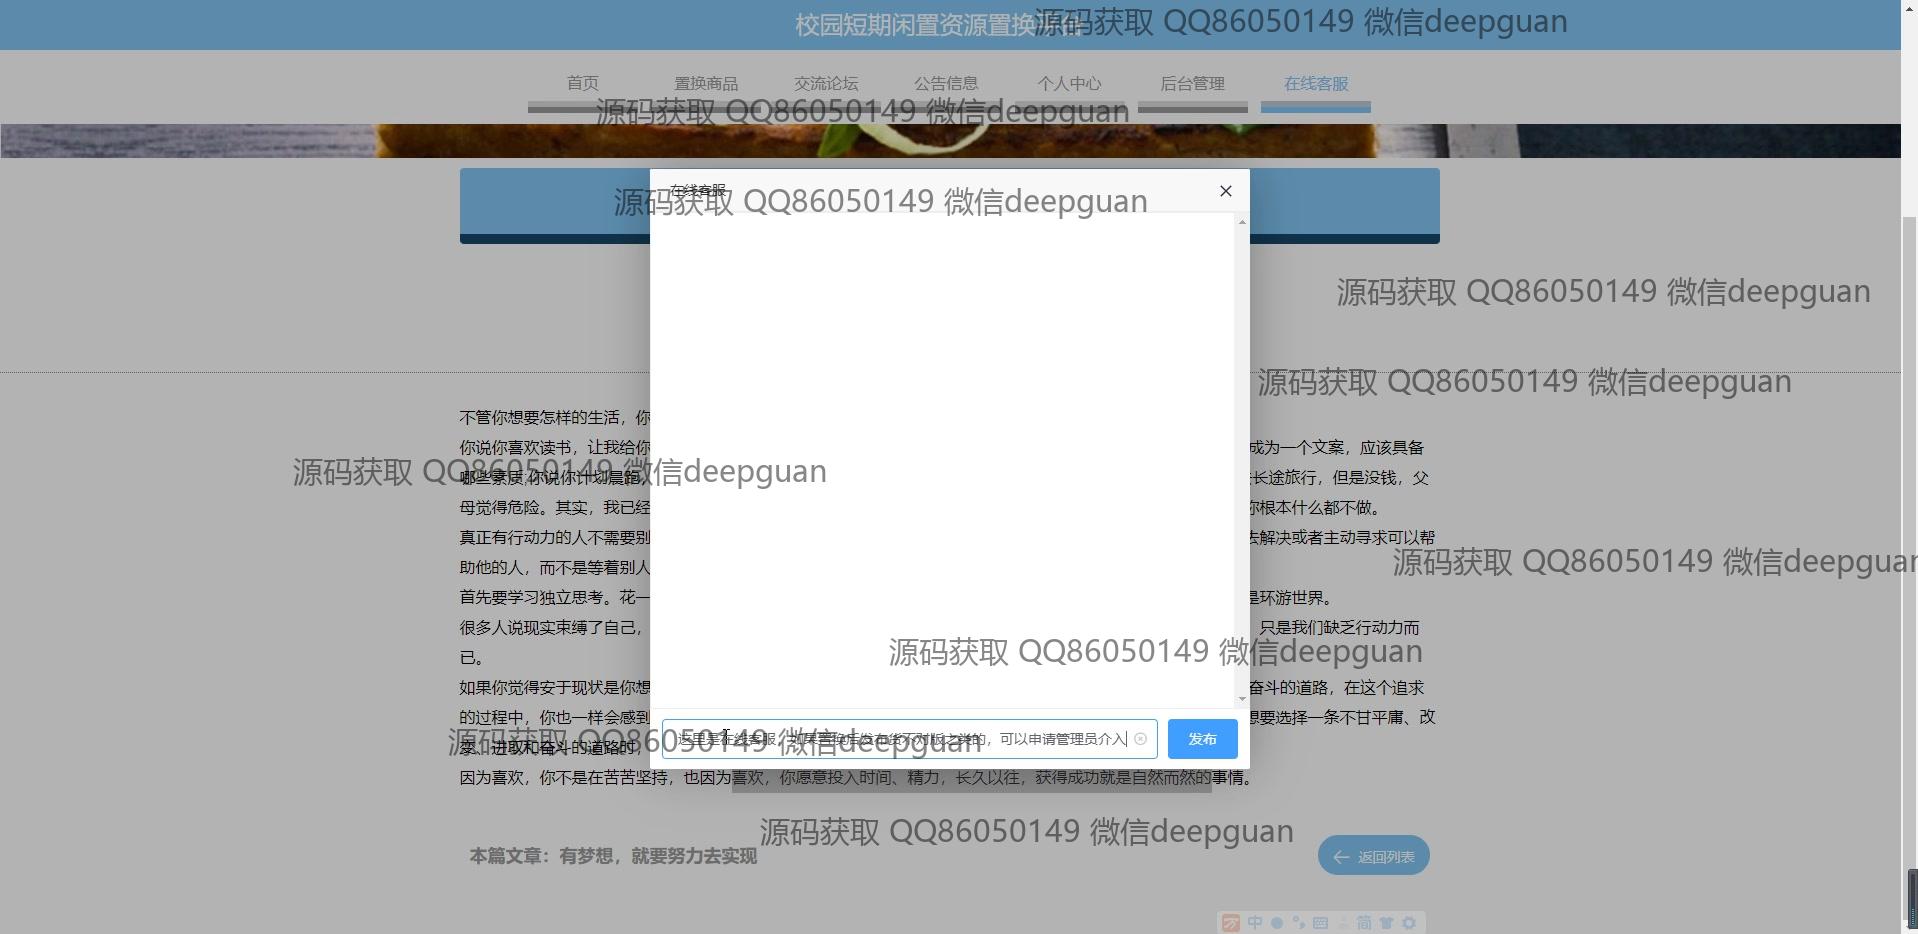 校园短期闲置资源置换平台
源码获取 QQ86050149 微信deepguan
首页 置换商品 交流论坛 公告信息 个人中心 后台管理 在线客服
源码获取 QQ86050149 微信deepguan
在线客服
源码获取 QQ86050149 微信deepguan
源码获取 QQ86050149 微信deepguan
源码获取 QQ86050149 微信deepguan
不管你想要怎样的生活，你
你说你喜欢读书，让我给你 成为一个文案，应该具备
源码获取 QQ86050149 微信deepguan
哪些素质;你说你计划晨跑， 长途旅行，但是没钱，父
母觉得危险。其实，我已经 你根本什么都不做。
真正有行动力的人不需要别 去解决或者主动寻求可以帮
源码获取 QQ86050149 微信deepguan
助他的人，而不是等着别人
首先要学习独立思考。花一 是环游世界。
很多人说现实束缚了自己， 只是我们缺乏行动力而
源码获取 QQ86050149 微信deepguan
已。
如果你觉得安于现状是你想 奋斗的道路，在这个追求
的过程中，你也一样会感到 想要选择一条不甘平庸、改
变、进取和奋斗的道路时，
源码获取 QQ86050149 微信deepguan
这里是在线客服，如果置换后发布货不对版之类的，可以申请管理员介入
发布
因为喜欢，你不是在苦苦坚持，也因为喜欢，你愿意投入时间、精力，长久以往，获得成功就是自然而然的事情。
源码获取 QQ86050149 微信deepguan
本篇文章：有梦想，就要努力去实现
返回列表
中 简